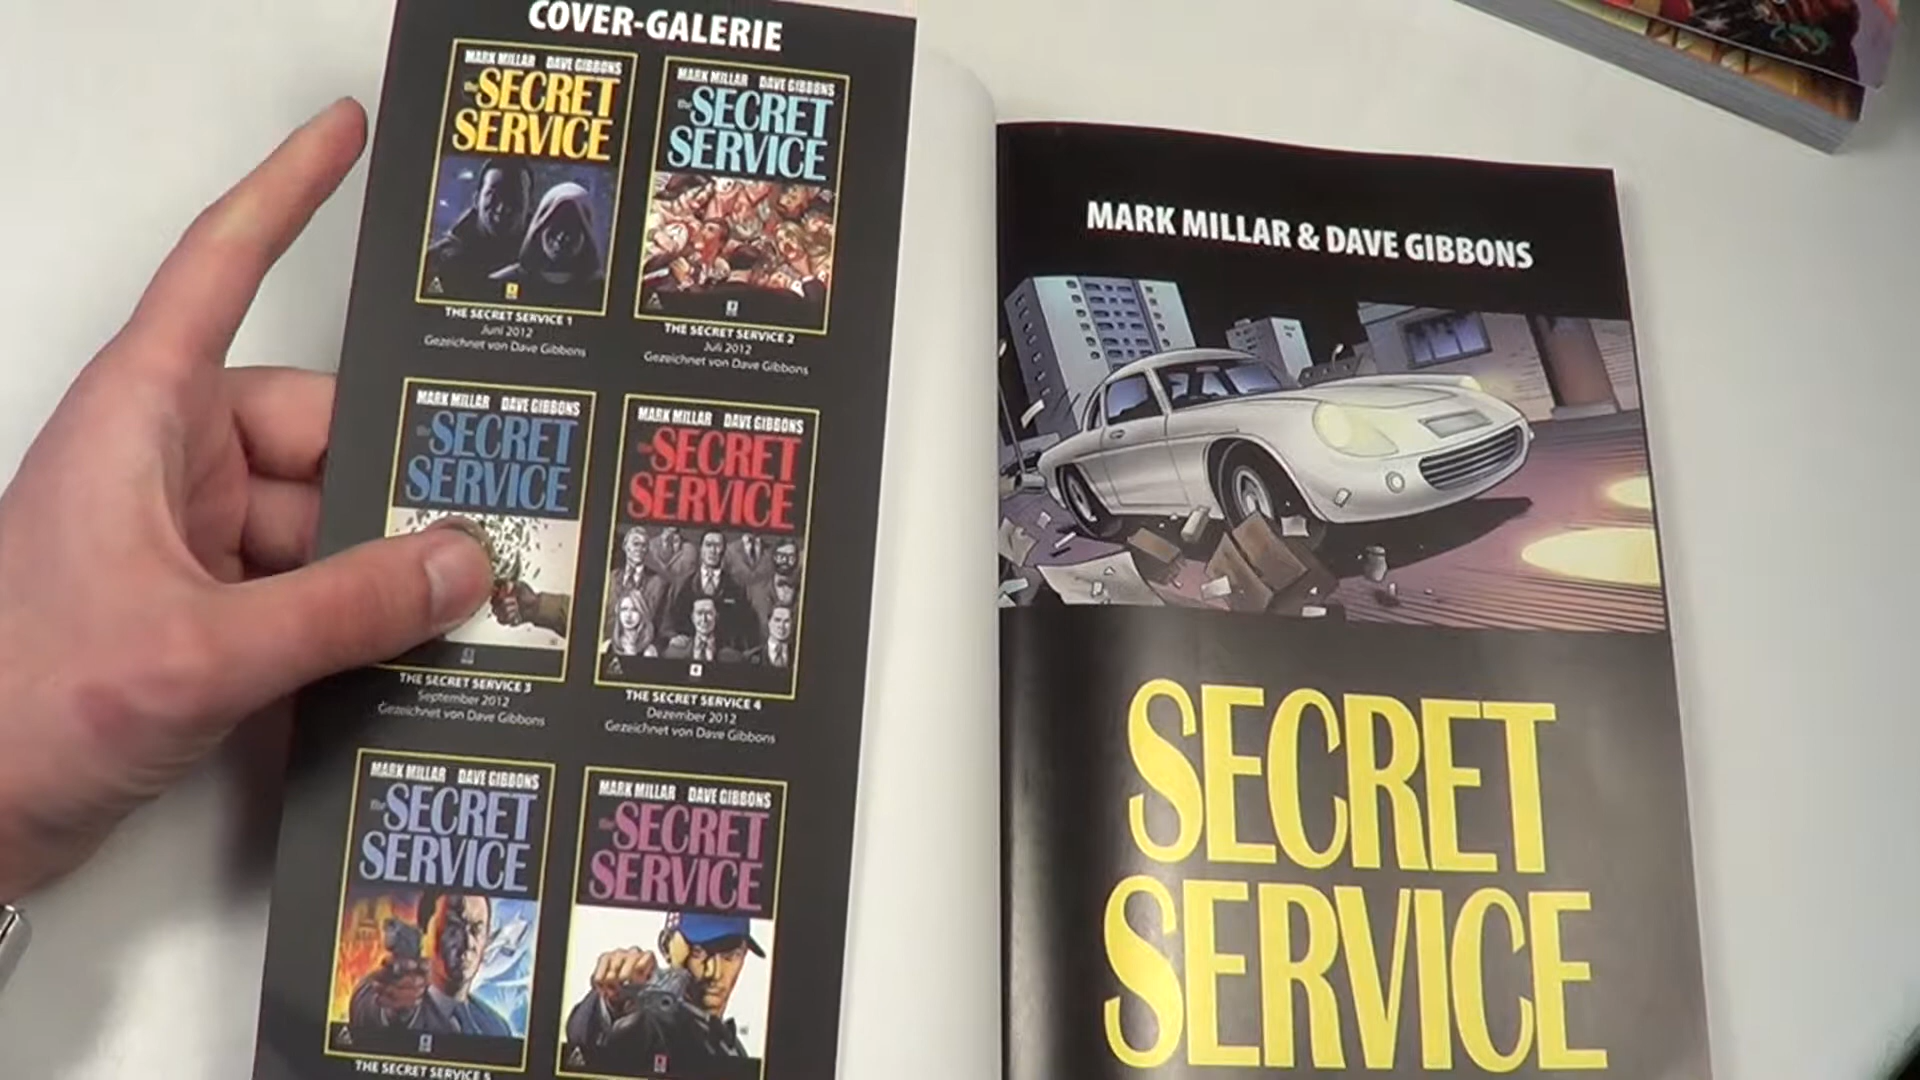 COVER-GALERIE
MARK MILLAR DAVE GIBBONS
the SECRET
SERVICE
THE SECRET SERVICE 1
Juni 2012
Gezeichnet von Dave Gibbons
MARK MILLAR DAVE GIBBONS
the SECRET
SERVICE
THE SECRET SERVICE 2
Juli 2012
Gezeichnet von Dave Gibbons
MARK MILLAR DAVE GIBBONS
the SECRET
SERVICE
THE SECRET SERVICE 3
September 2012
Gezeichnet von Dave Gibbons
MARK MILLAR DAVE GIBBONS
the SECRET
SERVICE
THE SECRET SERVICE 4
Dezember 2012
Gezeichnet von Dave Gibbons
MARK MILLAR DAVE GIBBONS
the SECRET
SERVICE
THE SECRET SERVICE 5
MARK MILLAR DAVE GIBBONS
the SECRET
SERVICE
MARK MILLAR & DAVE GIBBONS
SECRET
SERVICE